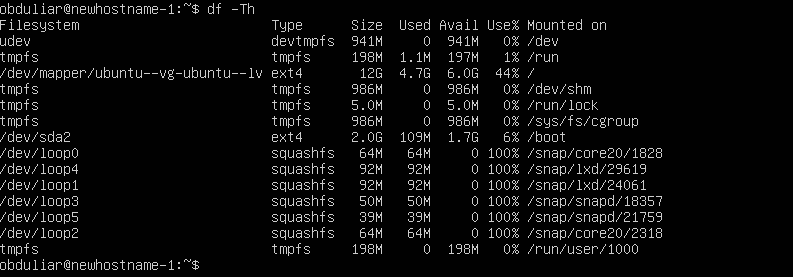 obduliar@newhostname-1:~$ df -Th
Filesystem                        Type      Size  Used Avail Use% Mounted on
udev                              devtmpfs  941M     0  941M   0% /dev
tmpfs                             tmpfs     198M  1.1M  197M   1% /run
/dev/mapper/ubuntu--vg-ubuntu--lv ext4       12G  4.7G  6.0G  44% /
tmpfs                             tmpfs     986M     0  986M   0% /dev/shm
tmpfs                             tmpfs     5.0M     0  5.0M   0% /run/lock
tmpfs                             tmpfs     986M     0  986M   0% /sys/fs/cgroup
/dev/sda2                         ext4      2.0G  109M  1.7G   6% /boot
/dev/loop0                        squashfs   64M   64M     0 100% /snap/core20/1828
/dev/loop4                        squashfs   92M   92M     0 100% /snap/lxd/29619
/dev/loop1                        squashfs   92M   92M     0 100% /snap/lxd/24061
/dev/loop3                        squashfs   50M   50M     0 100% /snap/snapd/18357
/dev/loop5                        squashfs   39M   39M     0 100% /snap/snapd/21759
/dev/loop2                        squashfs   64M   64M     0 100% /snap/core20/2318
tmpfs                             tmpfs     198M     0  198M   0% /run/user/1000
obduliar@newhostname-1:~$